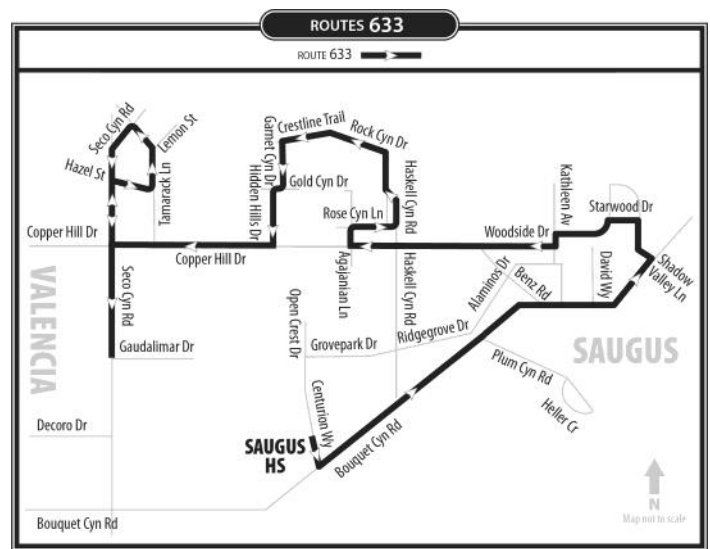 ROUTES 633
ROUTE 633
Seco Cyn Rd
Lemon St
Hazel St
Tamarack Ln
Copper Hill Dr
Copper Hill Dr
Seco Cyn Rd
Gaudalimar Dr
VALENCIA
Decoro Dr
Bouquet Cyn Rd
Crestline Trail
Garnet Cyn Dr
Rock Cyn Dr
Hidden Hills Dr
Gold Cyn Dr
Haskell Cyn Rd
Rose Cyn Ln
Agajanian Ln
Haskell Cyn Rd
Open Crest Dr
Grovepark Dr
Ridgegrove Dr
Centurion Wy
SAUGUS
HS
Bouquet Cyn Rd
Woodside Dr
Kathleen Av
Starwood Dr
Alaminos Dr
Benz Rd
David Wy
Shadow
Valley Ln
SAUGUS
Plum Cyn Rd
Heller Cr
N
Map not to scale